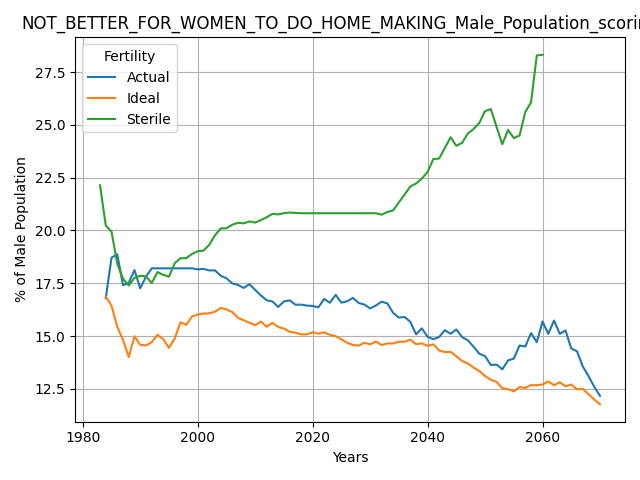 NOT_BETTER_FOR_WOMEN_TO_DO_HOME_MAKING_Male_Population_scorin
Fertility
Actual
Ideal
Sterile
27.5
25.0
22.5
20.0
17.5
15.0
12.5
% of Male Population
1980
2000
2020
2040
2060
Years